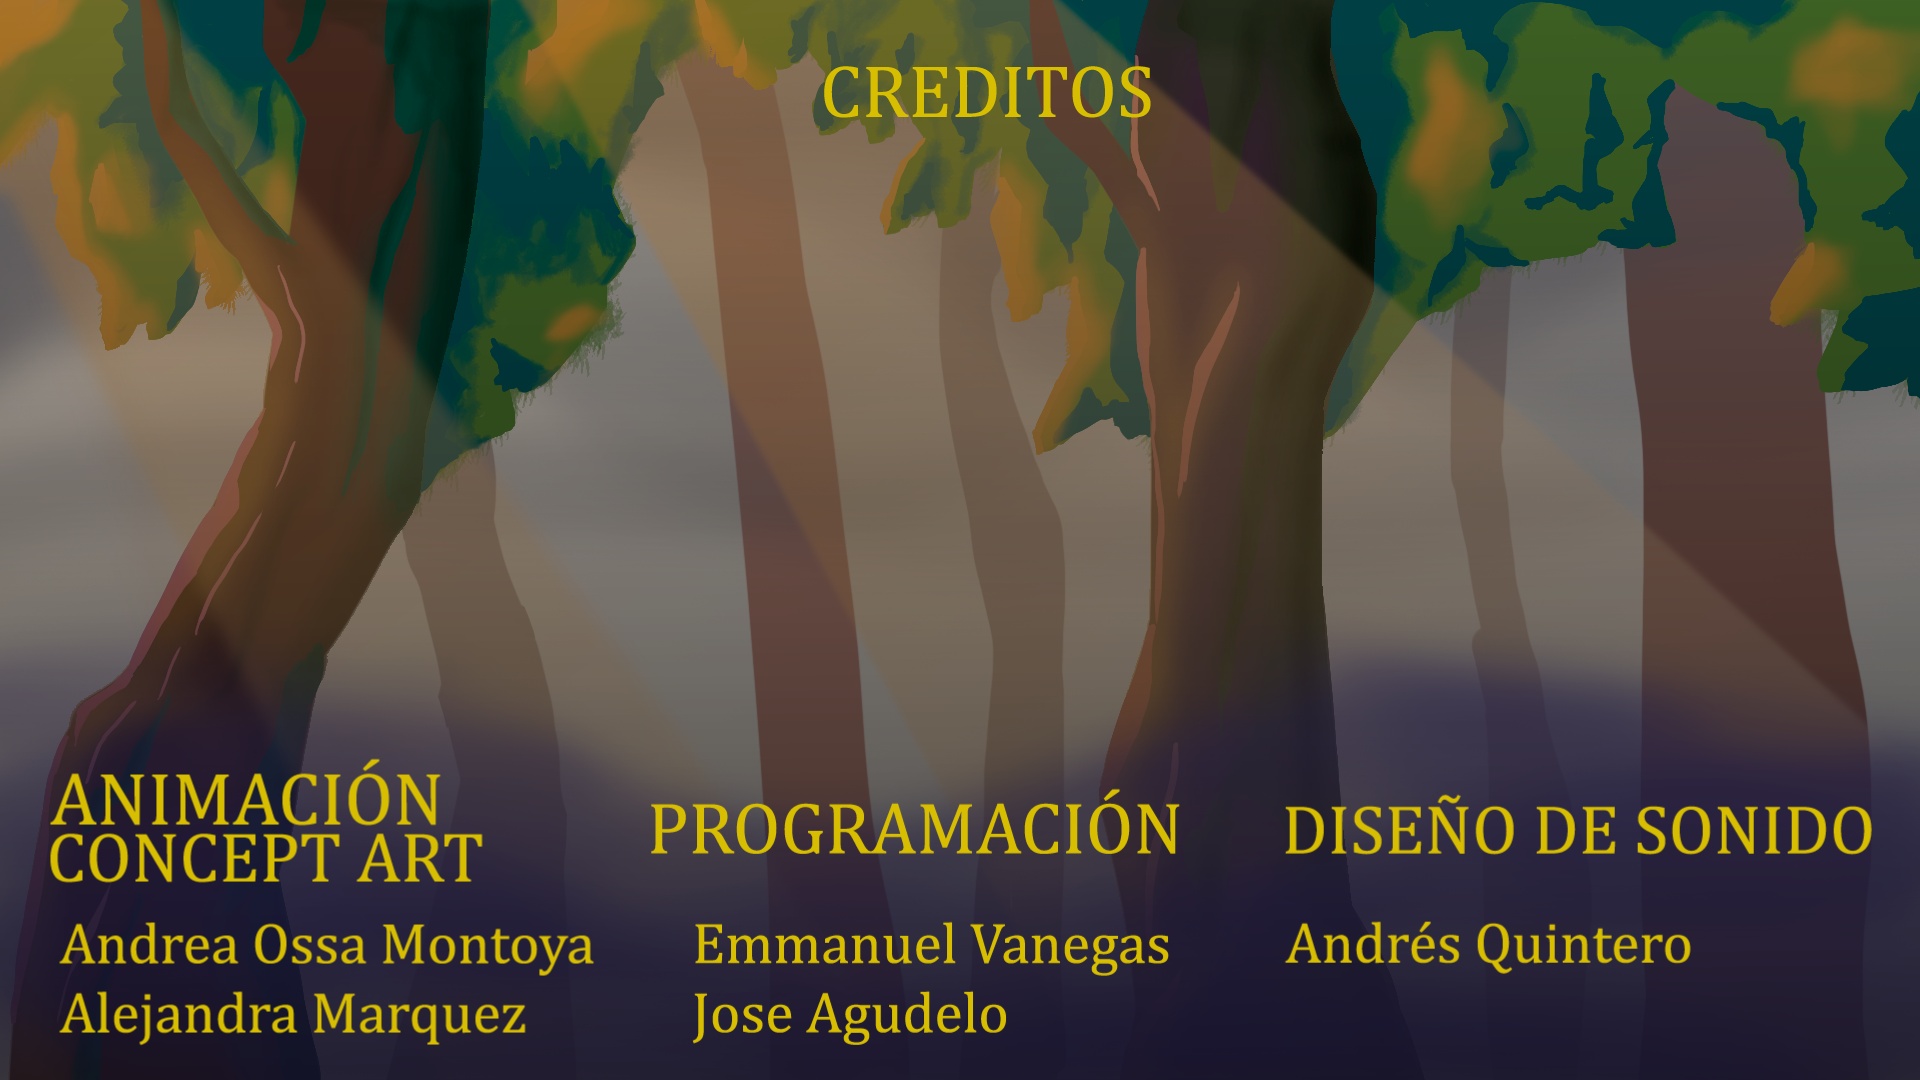 CREDITOS
ANIMACIÓN
CONCEPT ART
Andrea Ossa Montoya
Alejandra Marquez
PROGRAMACIÓN
Emmanuel Vanegas
Jose Agudelo
DISEÑO DE SONIDO
Andrés Quintero